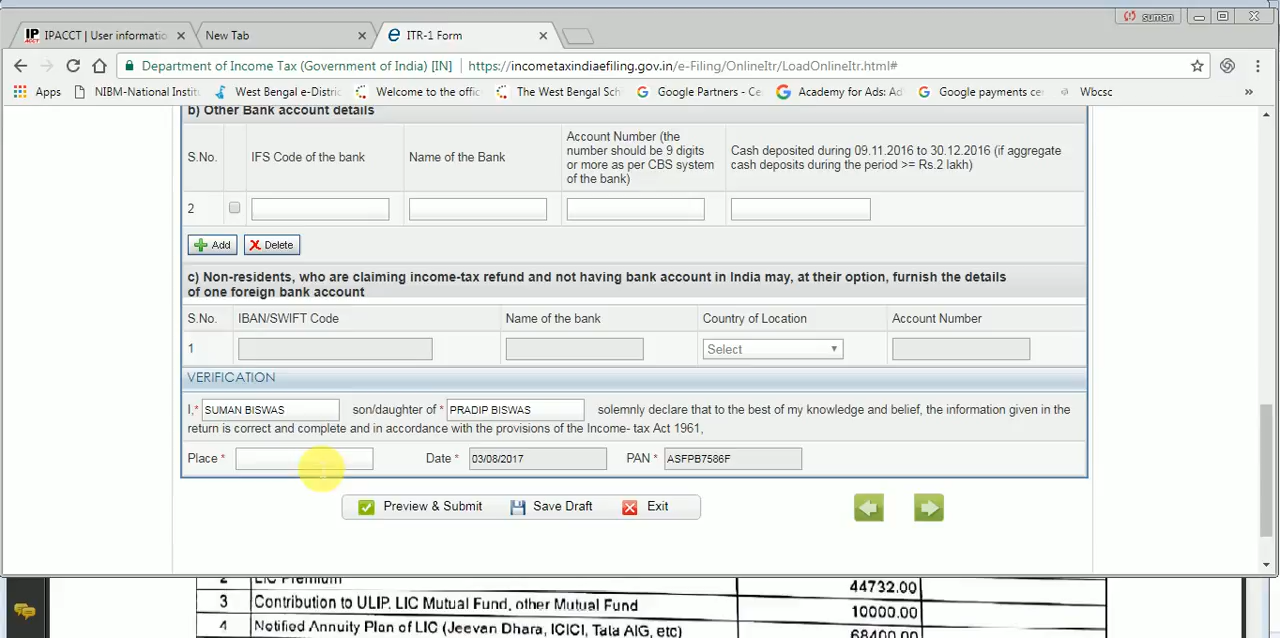 suman
IPACCT | User informatio
New Tab
ITR-1 Form
Department of Income Tax (Government of India) [IN] | https://incometaxindiaefiling.gov.in/e-Filing/OnlineItr/LoadOnlineItr.html#
Apps NIBM-National Instit West Bengal e-Distric Welcome to the offic The West Bengal Sch Google Partners - Ce Academy for Ads: Ad Google payments ce Wbcsc »
b) Other Bank account details
S.No. IFS Code of the bank Name of the Bank
Account Number (the
number should be 9 digits
or more as per CBS system
of the bank)
Cash deposited during 09.11.2016 to 30.12.2016 (if aggregate
cash deposits during the period >= Rs.2 lakh)
2
Add Delete
c) Non-residents, who are claiming income-tax refund and not having bank account in India may, at their option, furnish the details
of one foreign bank account
S.No. IBAN/SWIFT Code Name of the bank Country of Location Account Number
1 Select
VERIFICATION
I,* SUMAN BISWAS son/daughter of * PRADIP BISWAS solemnly declare that to the best of my knowledge and belief, the information given in the
return is correct and complete and in accordance with the provisions of the Income- tax Act 1961,
Place * Date * 03/08/2017 PAN * ASFPB7586F
Preview & Submit Save Draft Exit
2 LIC Premium 44732.00
3 Contribution to ULIP. LIC Mutual Fund, other Mutual Fund 10000.00
4 Notified Annuity Plan of LIC (Jeevan Dhara, ICICI, Tata AIG, etc) 68400.00